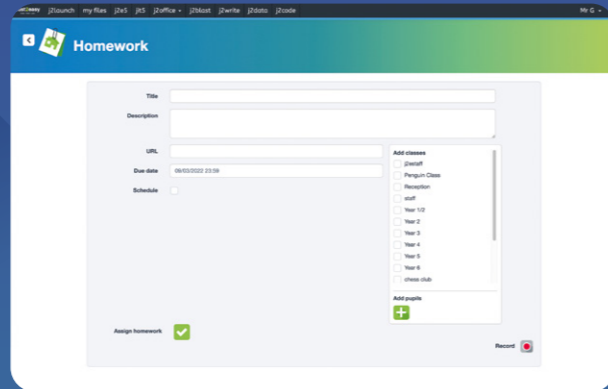 j2launch my files j2e5 jit5 j2office j2blast j2write j2data j2code Mr G
Homework
Title
Description
URL
Due date 09/03/2022 23:59
Schedule
Add classes
j2estaff
Penguin Class
Reception
staff
Year 1/2
Year 2
Year 3
Year 4
Year 5
Year 6
chess club
Add pupils
Assign homework
Record